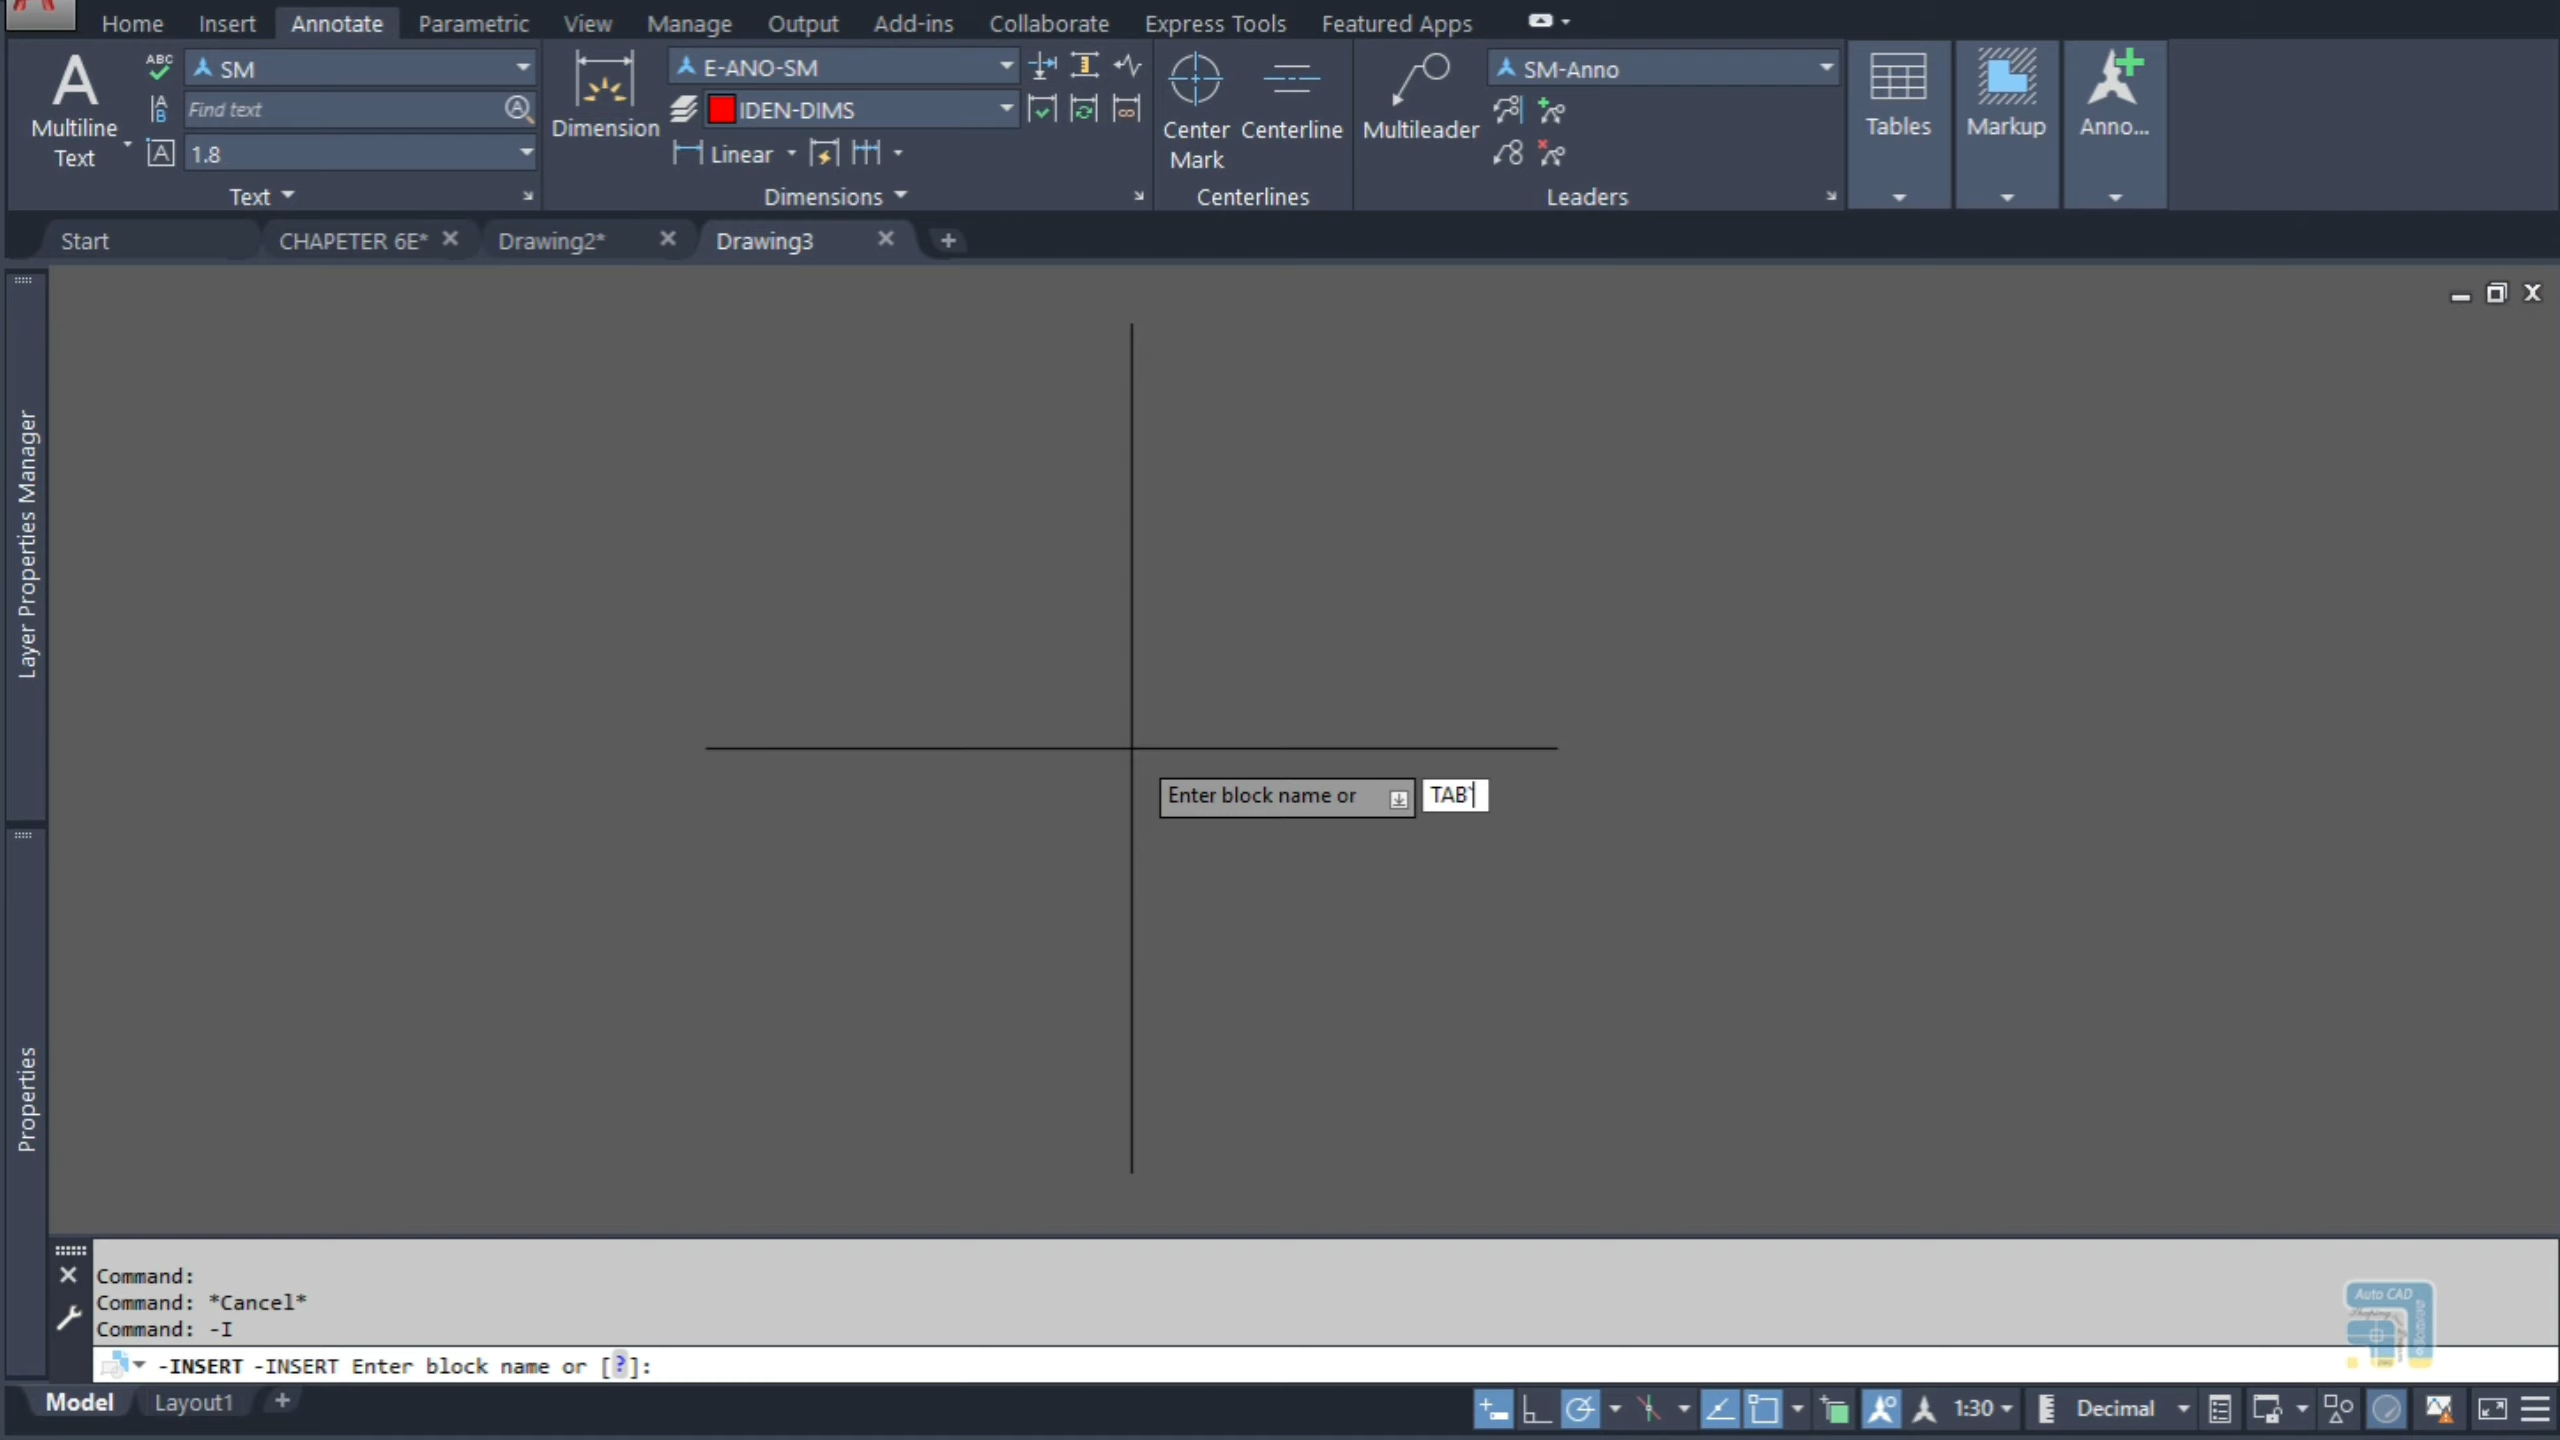 Home Insert Annotate Parametric View Manage Output Add-ins Collaborate Express Tools Featured Apps
A
Multiline
Text
ABC
SM
A
B
Find text
A
1.8
Text
Dimension
E-ANO-SM
IDEN-DIMS
Linear
Dimensions
Center
Mark
Centerline
Centerlines
Multileader
SM-Anno
Leaders
Tables
Markup
Anno...
Start CHAPETER 6E* Drawing2* Drawing3
Layer Properties Manager
Properties
Enter block name or TAB`
Command:
Command: *Cancel*
Command: -I
-INSERT -INSERT Enter block name or [?]:
Auto CAD
Model Layout1
1:30 Decimal